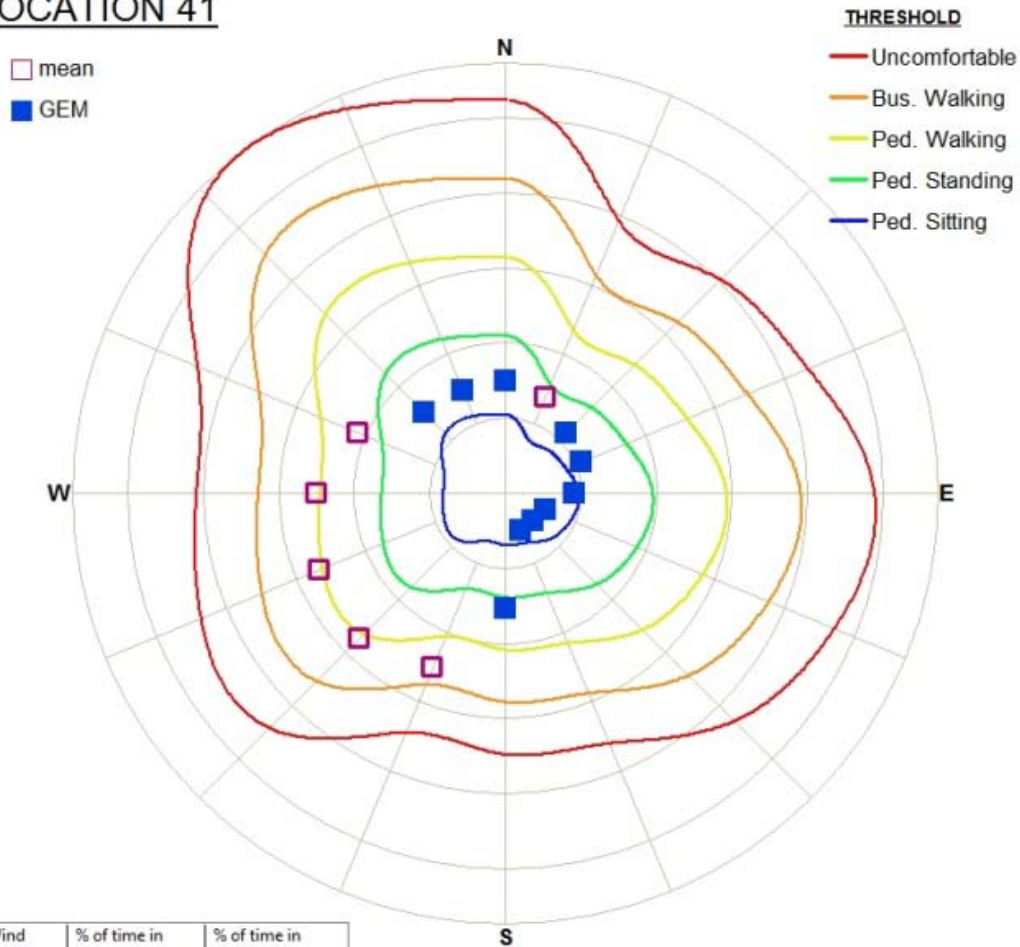 OCATION 41
mean
GEM
THRESHOLD
Uncomfortable
Bus. Walking
Ped. Walking
Ped. Standing
Ped. Sitting
N
W
E
S
% of time in
% of time in